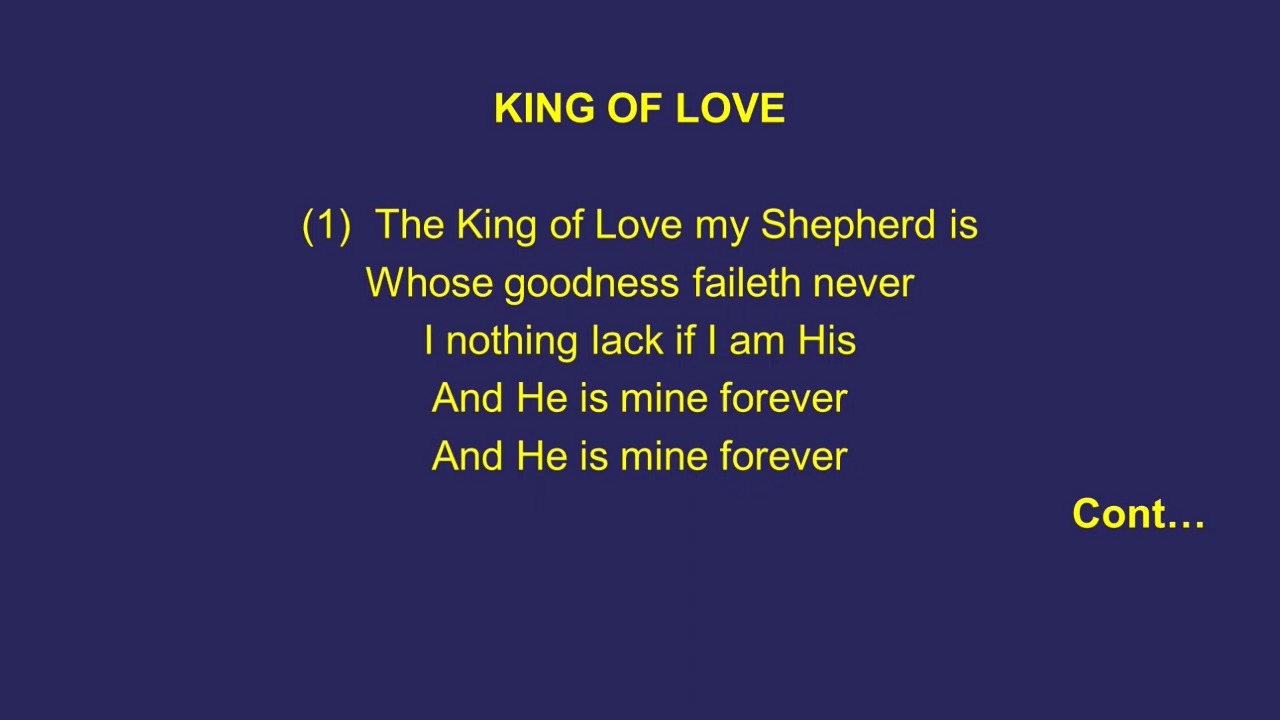 KING OF LOVE
(1) The King of Love my Shepherd is
Whose goodness faileth never
I nothing lack if I am His
And He is mine forever
And He is mine forever
Cont…